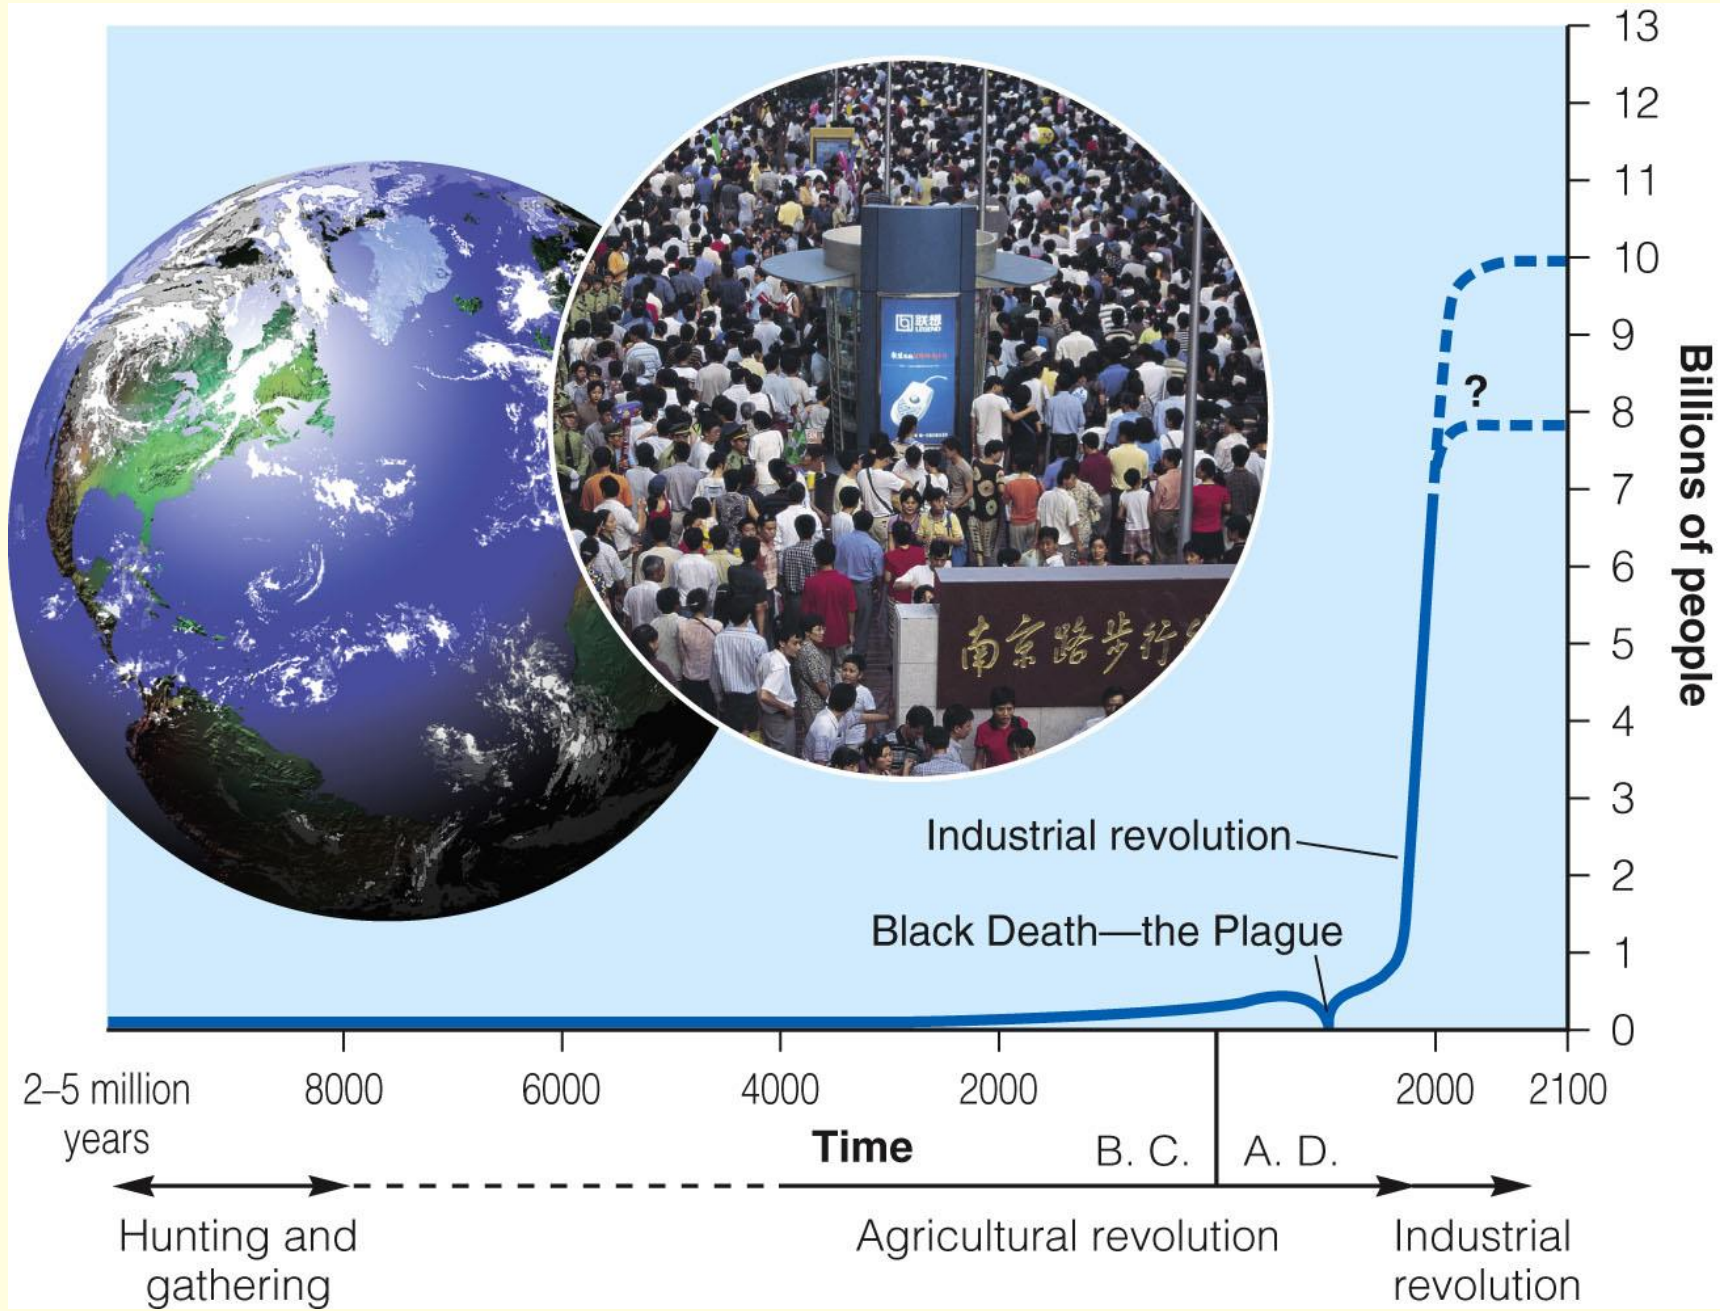 13
12
11
10
9
8
7
6
5
4
3
2
1
0
Billions of people
?
联想
LEGEND
南京路步行
Industrial revolution
Black Death—the Plague
2–5 million
years
8000
6000
4000
2000
2000
2100
Time
B. C.
A. D.
Hunting and
gathering
Agricultural revolution
Industrial
revolution